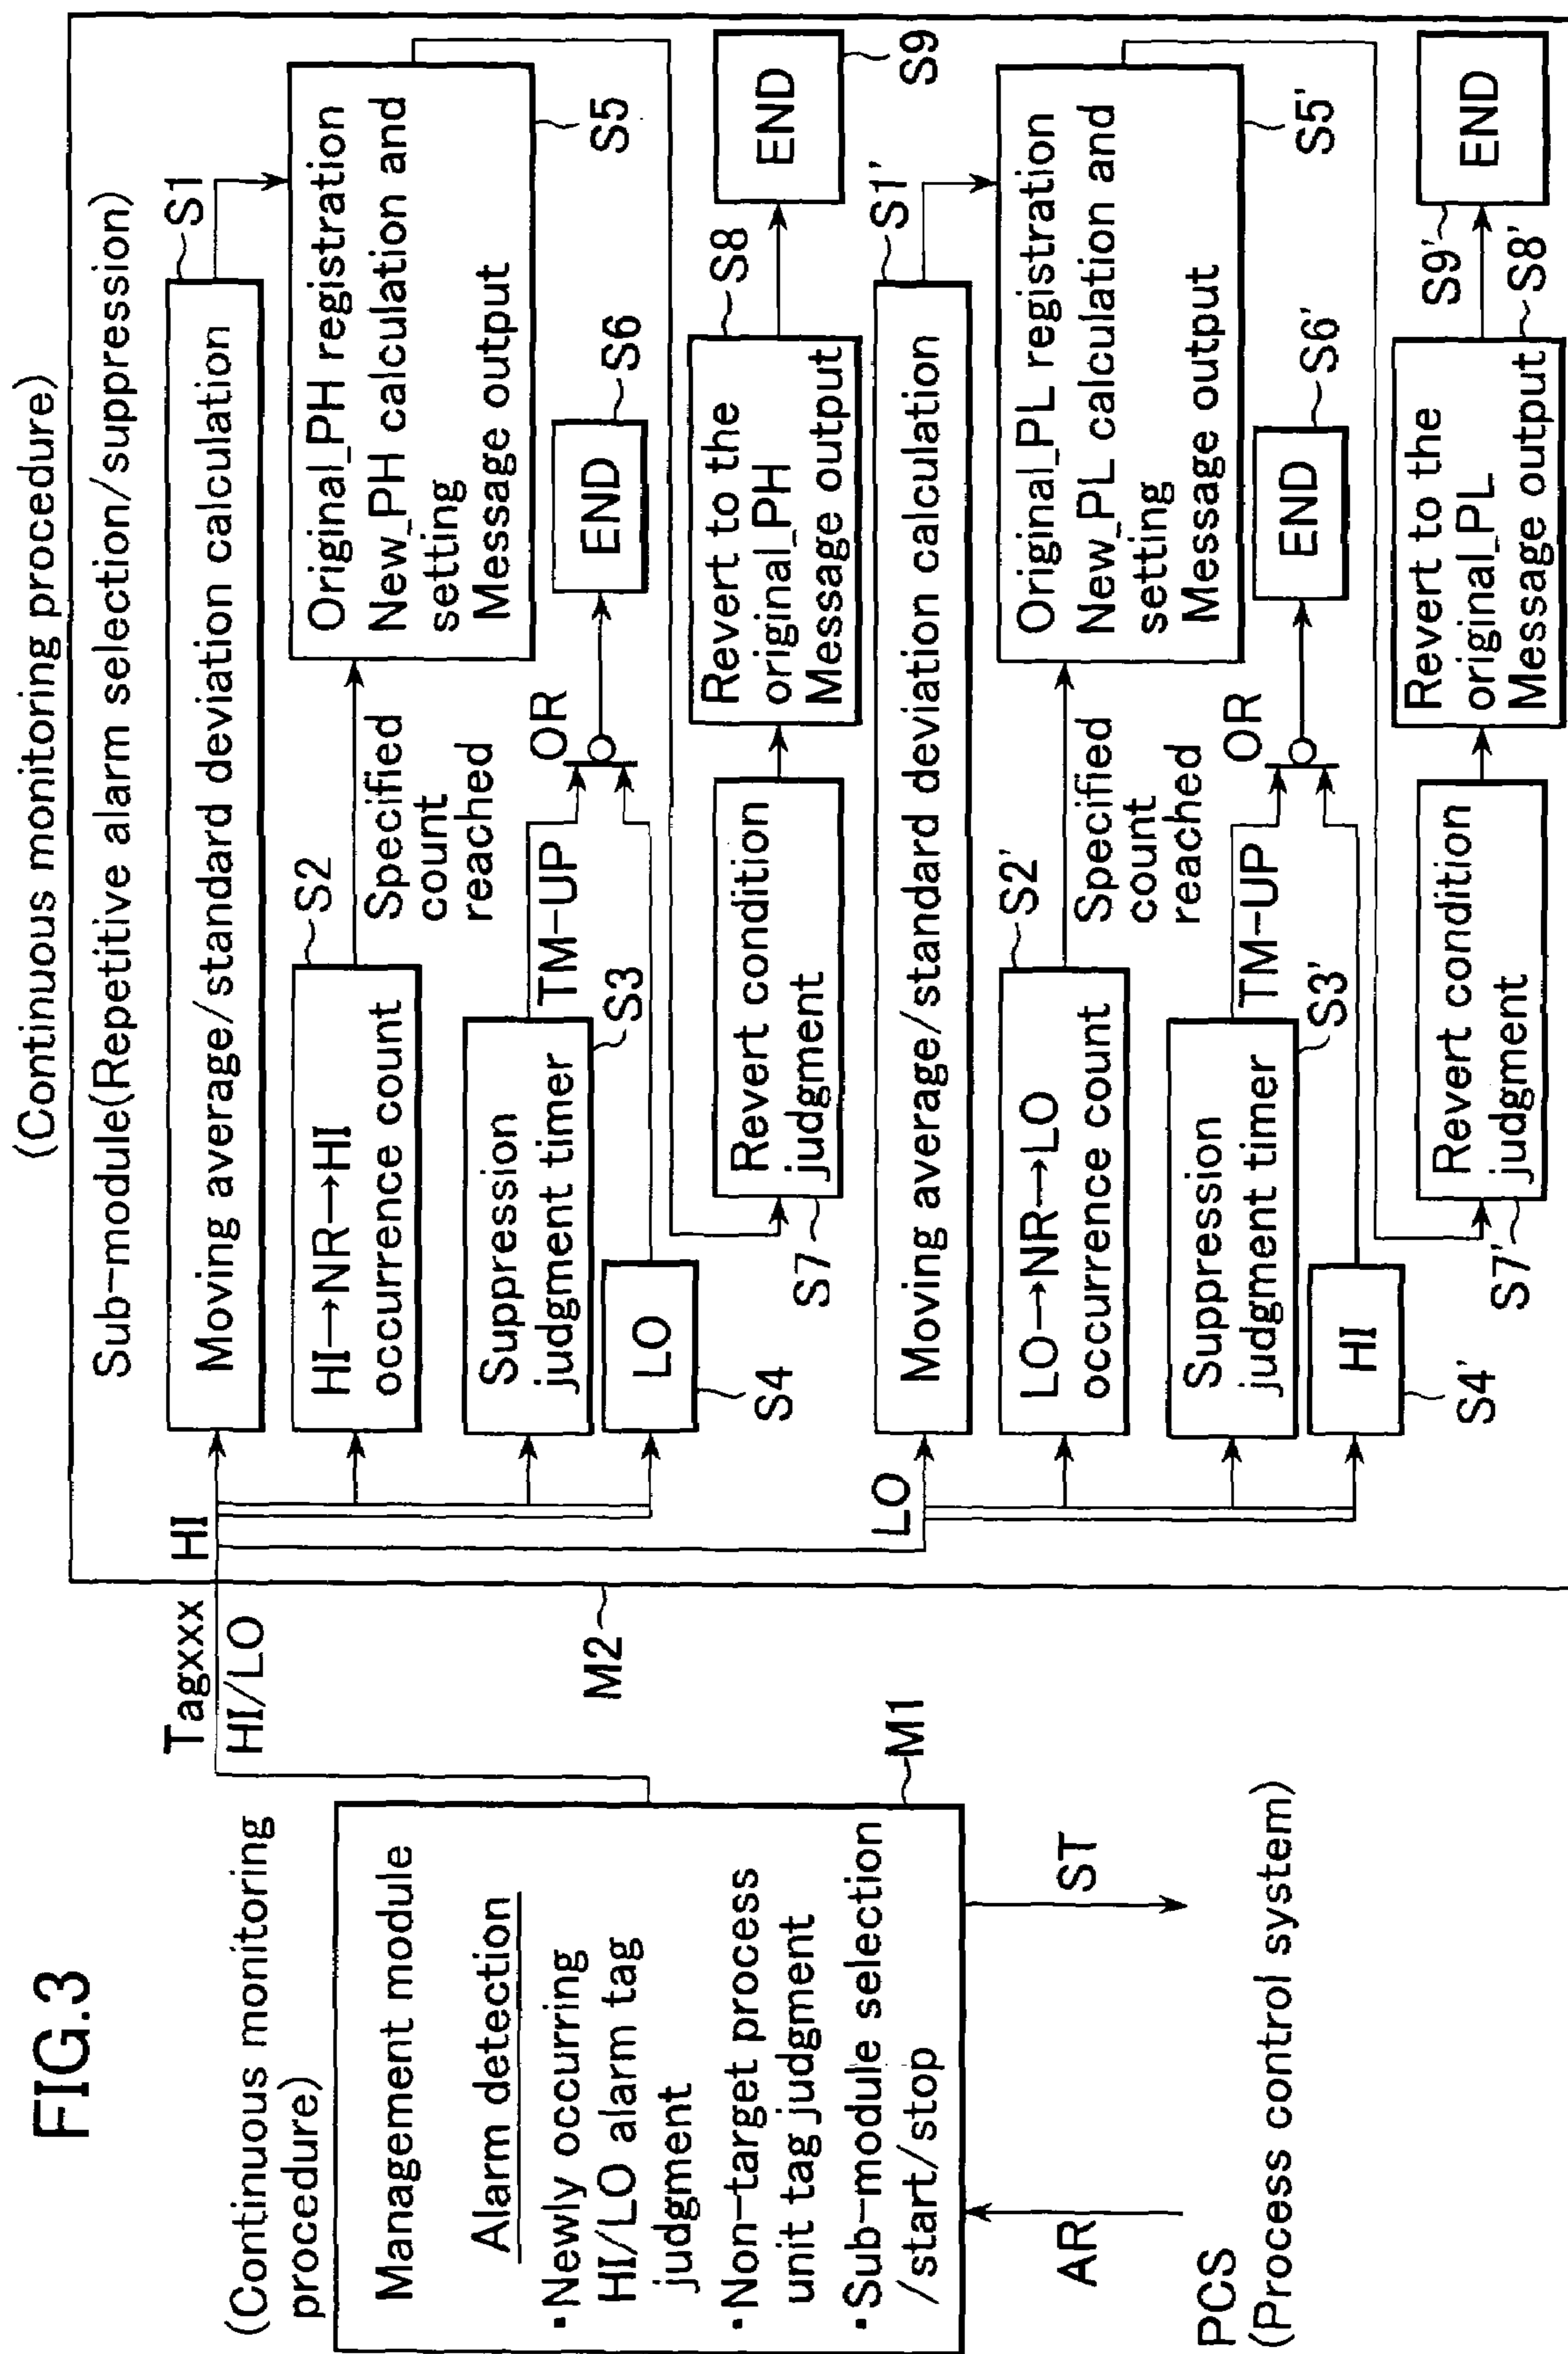 FIG.3
(Continuous monitoring
procedure)
Management module
Alarm detection
・Newly occurring
HI/LO alarm tag
judgment
・Non-target process
unit tag judgment
・Sub-module selection
/start/stop
M1
AR
ST
PCS
(Process control system)
Tagxxx
HI/LO
M2
(Continuous monitoring procedure)
Sub-module(Repetitive alarm selection/suppression)
HI
Moving average/standard deviation calculation
S1
HI→NR→HI
occurrence count
S2
Specified
count
reached
Original_PH registration
New_PH calculation and
setting
Message output
S5
Suppression
judgment timer
S3
TM-UP
OR
END
S6
LO
S4
Revert condition
judgment
S7
Revert to the
original_PH
Message output
S8
END
S9
LO
Moving average/standard deviation calculation
S1'
LO→NR→LO
occurrence count
S2'
Specified
count
reached
Original_PL registration
New_PL calculation and
setting
Message output
S5'
Suppression
judgment timer
S3'
TM-UP
OR
END
S6'
HI
S4'
Revert condition
judgment
S7'
Revert to the
original_PL
Message output
S8'
END
S9'